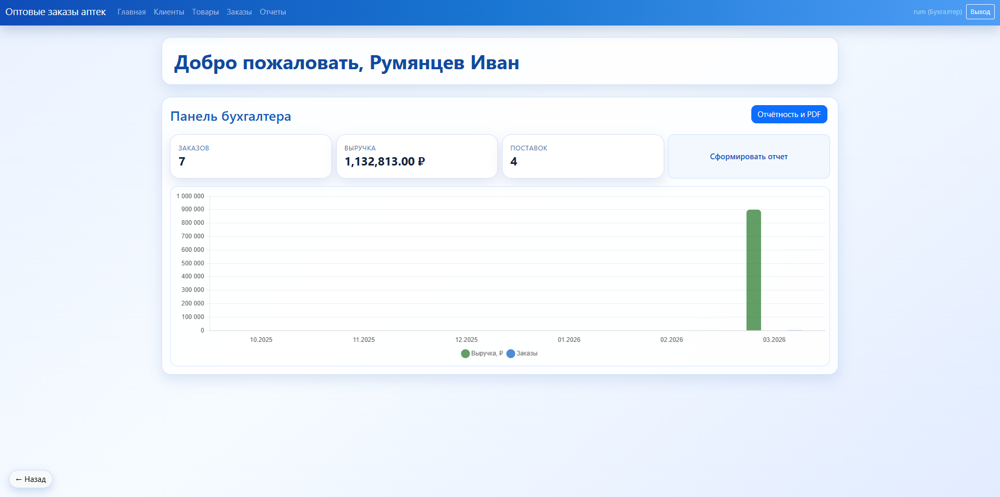 Оптовые заказы аптек Главная Клиенты Товары Заказы Отчеты rum (Бухгалтер) Выход
Добро пожаловать, Румянцев Иван
Панель бухгалтера Отчётность и PDF
ЗАКАЗОВ
7
ВЫРУЧКА
1,132,813.00 ₽
ПОСТАВОК
4
Сформировать отчет
1 000 000
900 000
800 000
700 000
600 000
500 000
400 000
300 000
200 000
100 000
0
10.2025 11.2025 12.2025 01.2026 02.2026 03.2026
Выручка, ₽ Заказы
← Назад